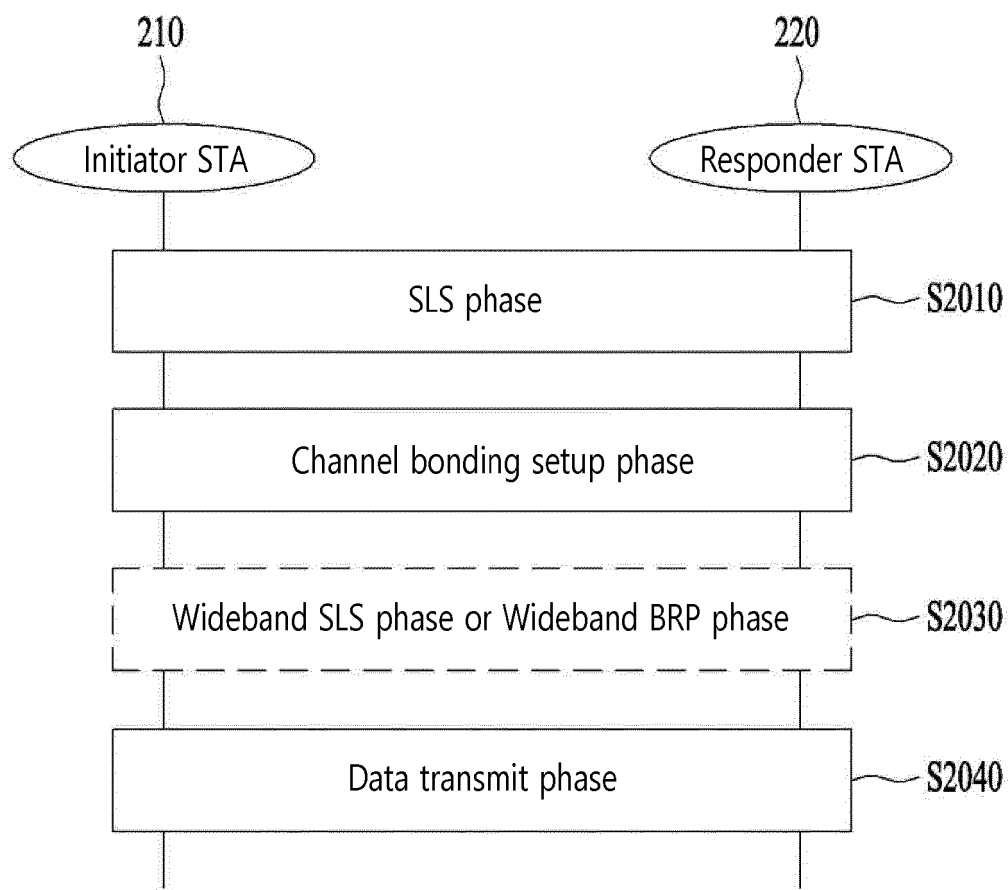 210
220
Initiator STA
Responder STA
SLS phase
S2010
Channel bonding setup phase
S2020
Wideband SLS phase or Wideband BRP phase
S2030
Data transmit phase
S2040